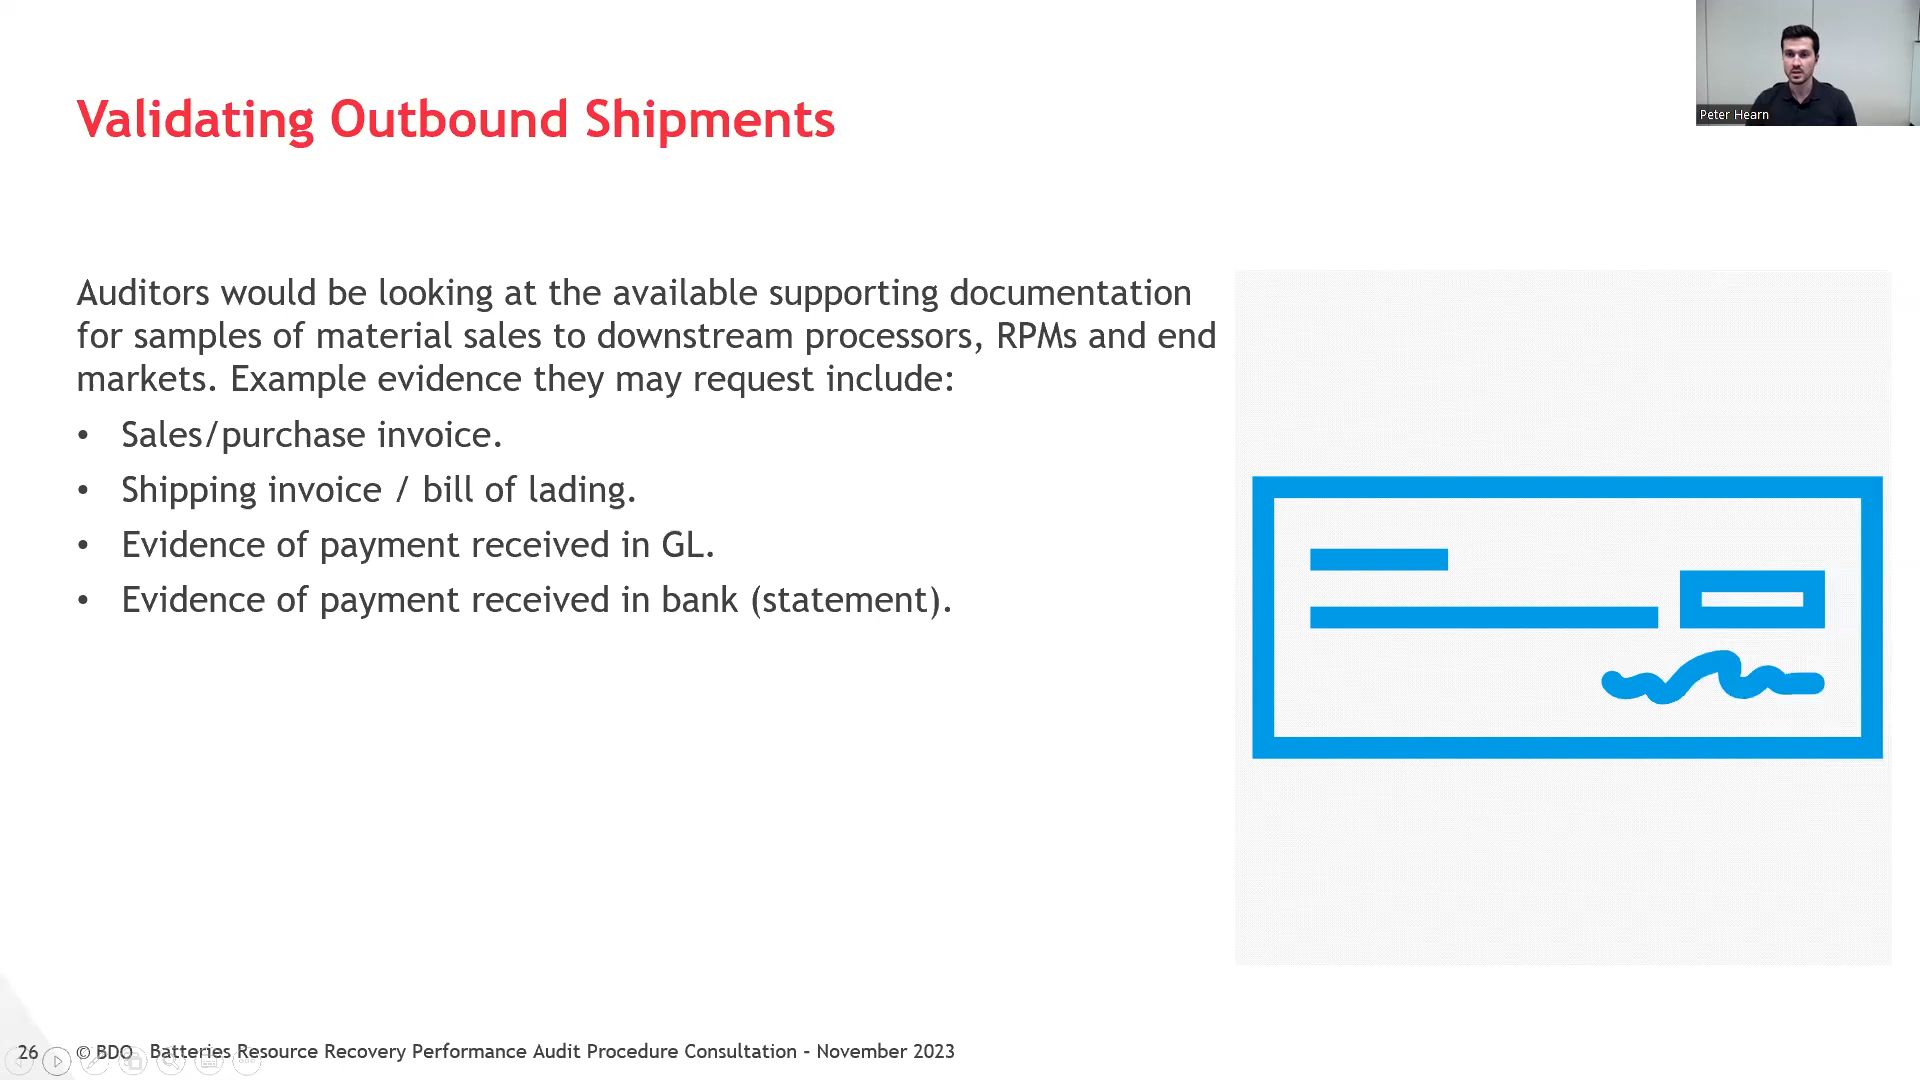 Validating Outbound Shipments
Peter Hearn
Auditors would be looking at the available supporting documentation
for samples of material sales to downstream processors, RPMs and end
markets. Example evidence they may request include:
• Sales/purchase invoice.
• Shipping invoice / bill of lading.
• Evidence of payment received in GL.
• Evidence of payment received in bank (statement).
26 © BDO Batteries Resource Recovery Performance Audit Procedure Consultation - November 2023